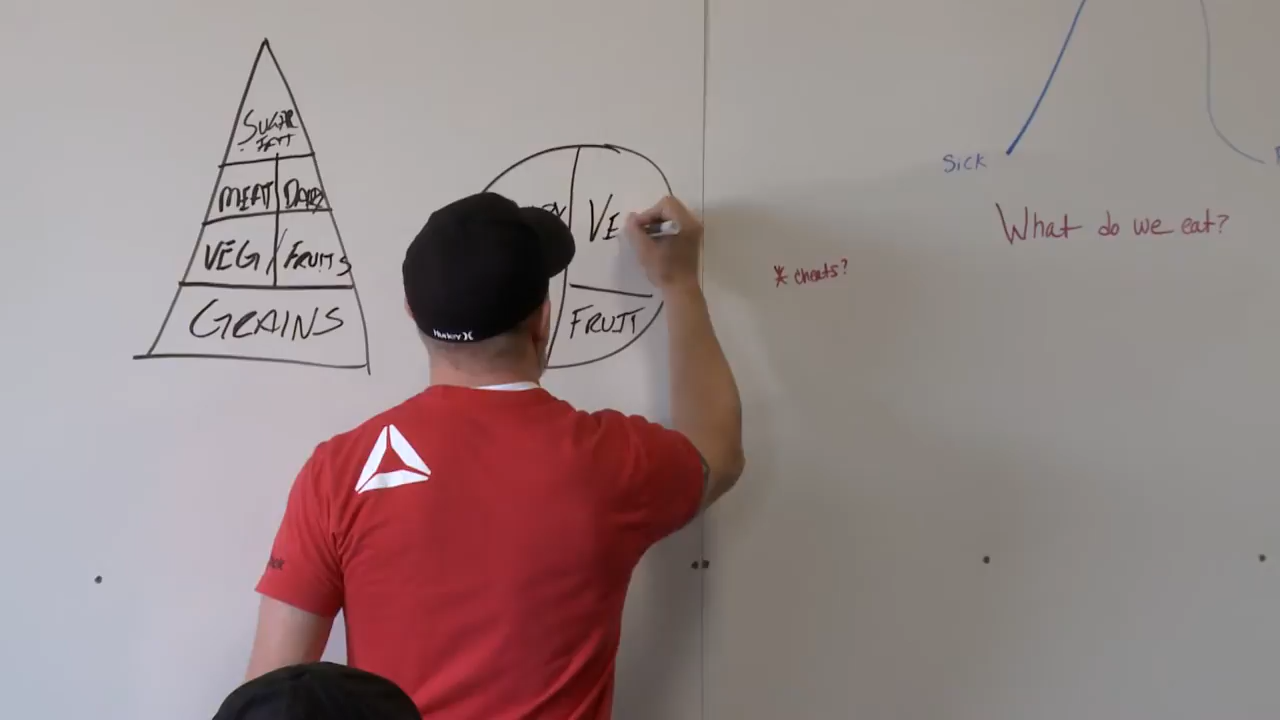 SUGAR
FAT
MEAT DAIRY
VEG FRUITS
GRAINS
VE
FRUIT
Hurley
Sick
What do we eat?
* cheats?